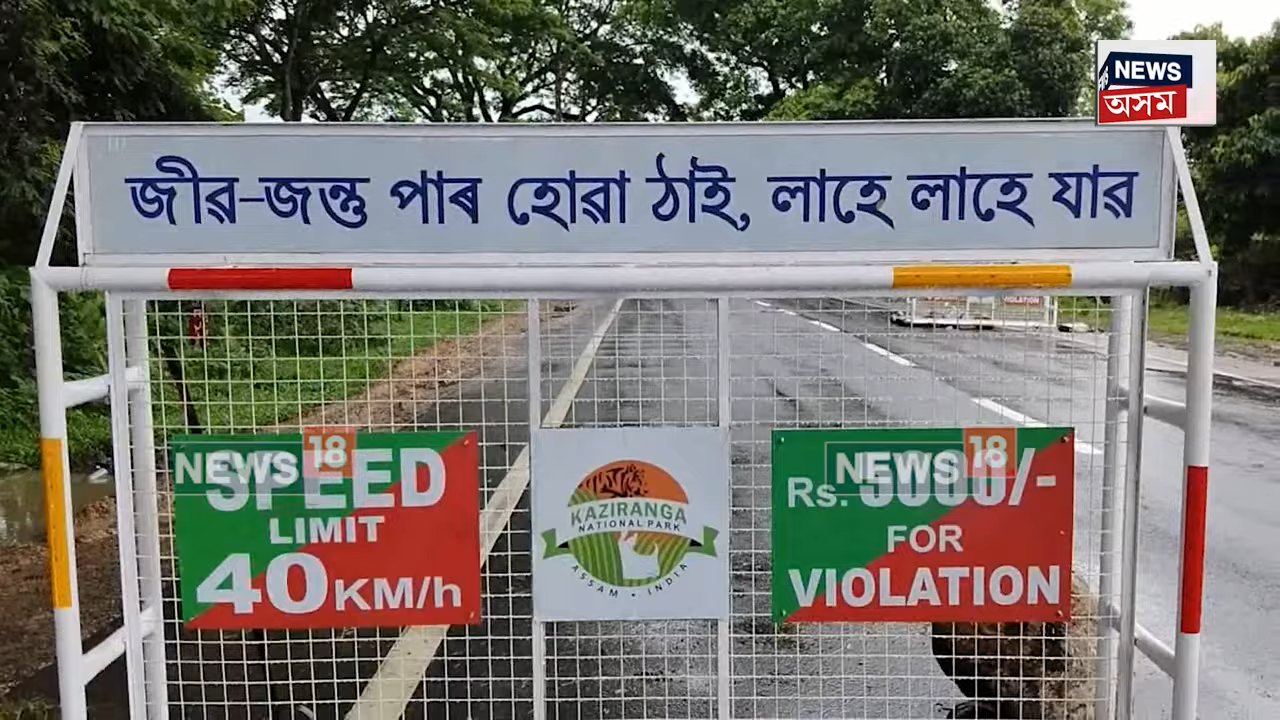 NEWS
অসম
জীৱ-জন্তু পাৰ হোৱা ঠাই, লাহে লাহে যাৱ
VIOLATION
SPEED
NEWS 18
LIMIT
40 KM/h
KAZIRANGA
NATIONAL PARK
ASSAM • INDIA
NEWS 18
Rs. 5000/-
FOR
VIOLATION